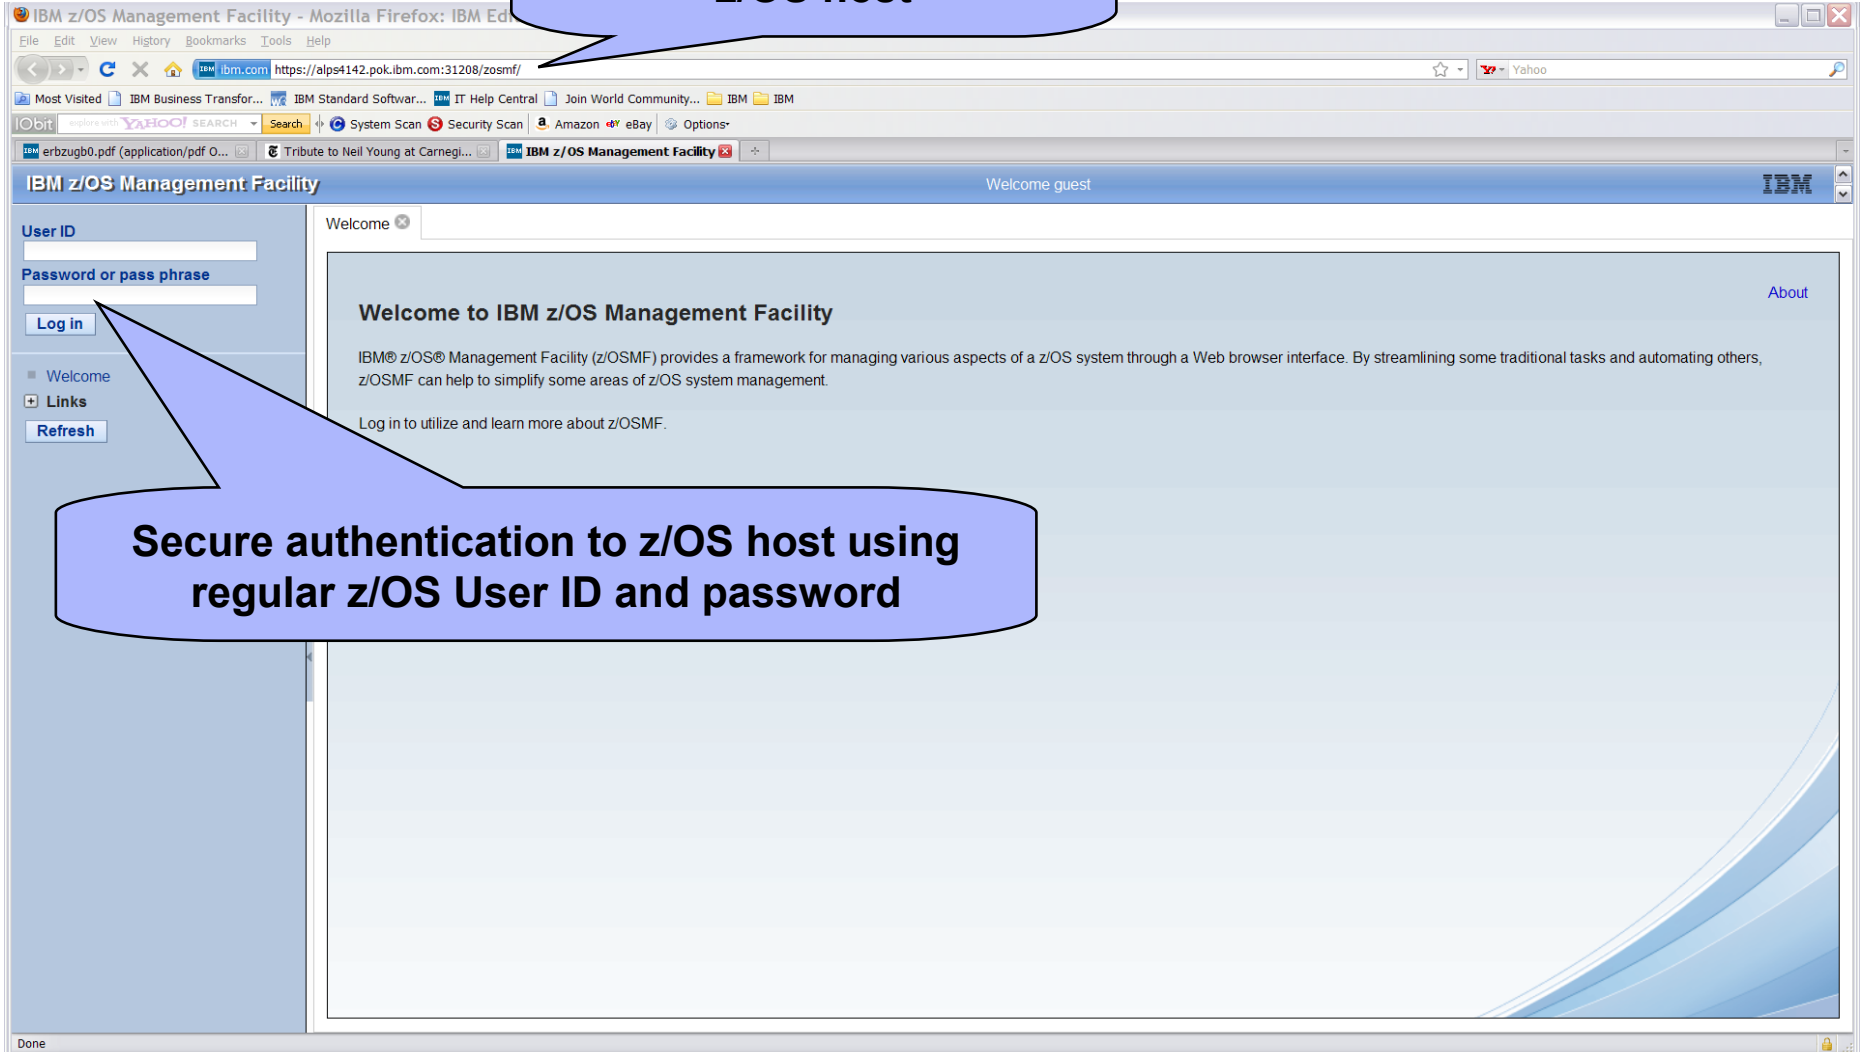 IBM z/OS Management Facility - Mozilla Firefox: IBM Edi
z/OS host
File Edit View History Bookmarks Tools Help
IBM ibm.com https://alps4142.pok.ibm.com:31208/zosmf/
Yahoo
Most Visited IBM Business Transfor... IBM Standard Softwar... IBM IT Help Central Join World Community... IBM IBM
IObit explore with YAHOO! SEARCH Search System Scan Security Scan Amazon eBay Options
IBM erbzugb0.pdf (application/pdf O... Tribute to Neil Young at Carnegi... IBM IBM z/OS Management Facility
IBM z/OS Management Facility
Welcome guest
IBM
User ID
Password or pass phrase
Log in
Welcome
Links
Refresh
Welcome
About
Welcome to IBM z/OS Management Facility
IBM® z/OS® Management Facility (z/OSMF) provides a framework for managing various aspects of a z/OS system through a Web browser interface. By streamlining some traditional tasks and automating others,
z/OSMF can help to simplify some areas of z/OS system management.
Log in to utilize and learn more about z/OSMF.
Secure authentication to z/OS host using
regular z/OS User ID and password
Done